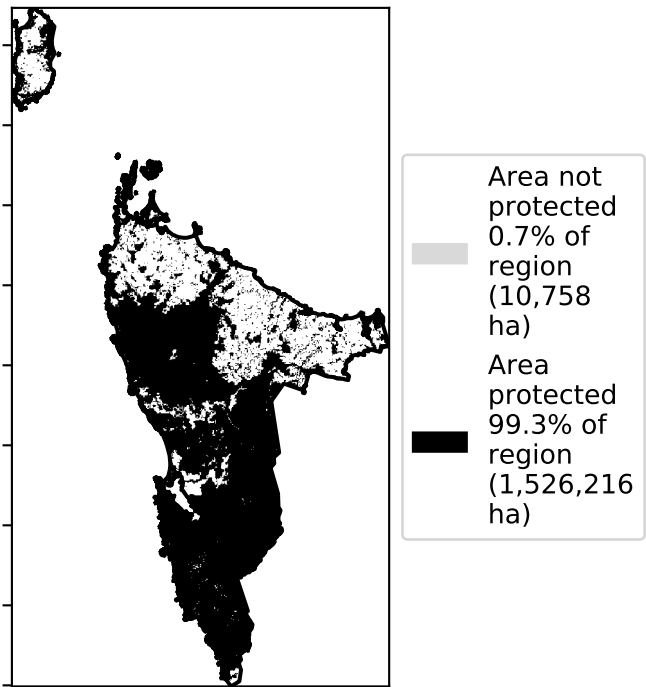 Area not
protected
0.7% of
region
(10,758
ha)
Area
protected
99.3% of
region
(1,526,216
ha)